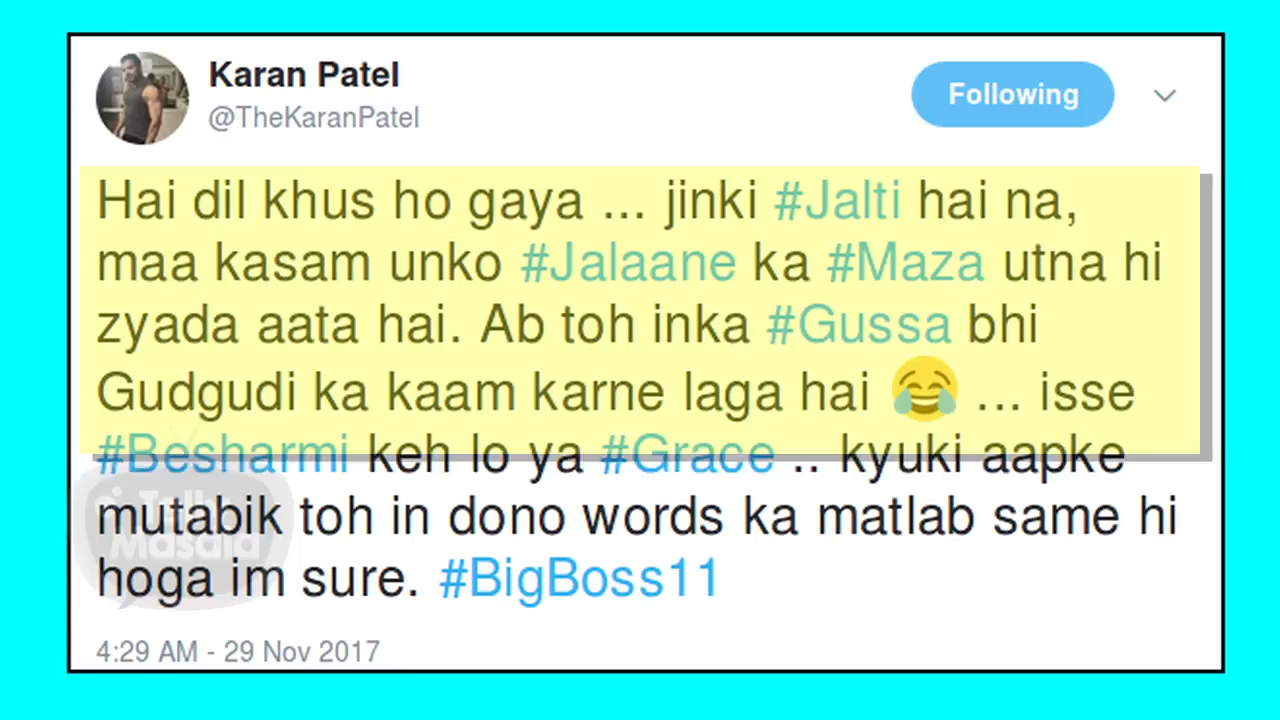 Karan Patel
@TheKaranPatel
Following
Hai dil khus ho gaya ... jinki #Jalti hai na,
maa kasam unko #Jalaane ka #Maza utna hi
zyada aata hai. Ab toh inka #Gussa bhi
Gudgudi ka kaam karne laga hai 😂 ... isse
#Besharmi keh lo ya #Grace .. kyuki aapke
mutabik toh in dono words ka matlab same hi
hoga im sure. #BigBoss11
4:29 AM - 29 Nov 2017
Telly
Masala